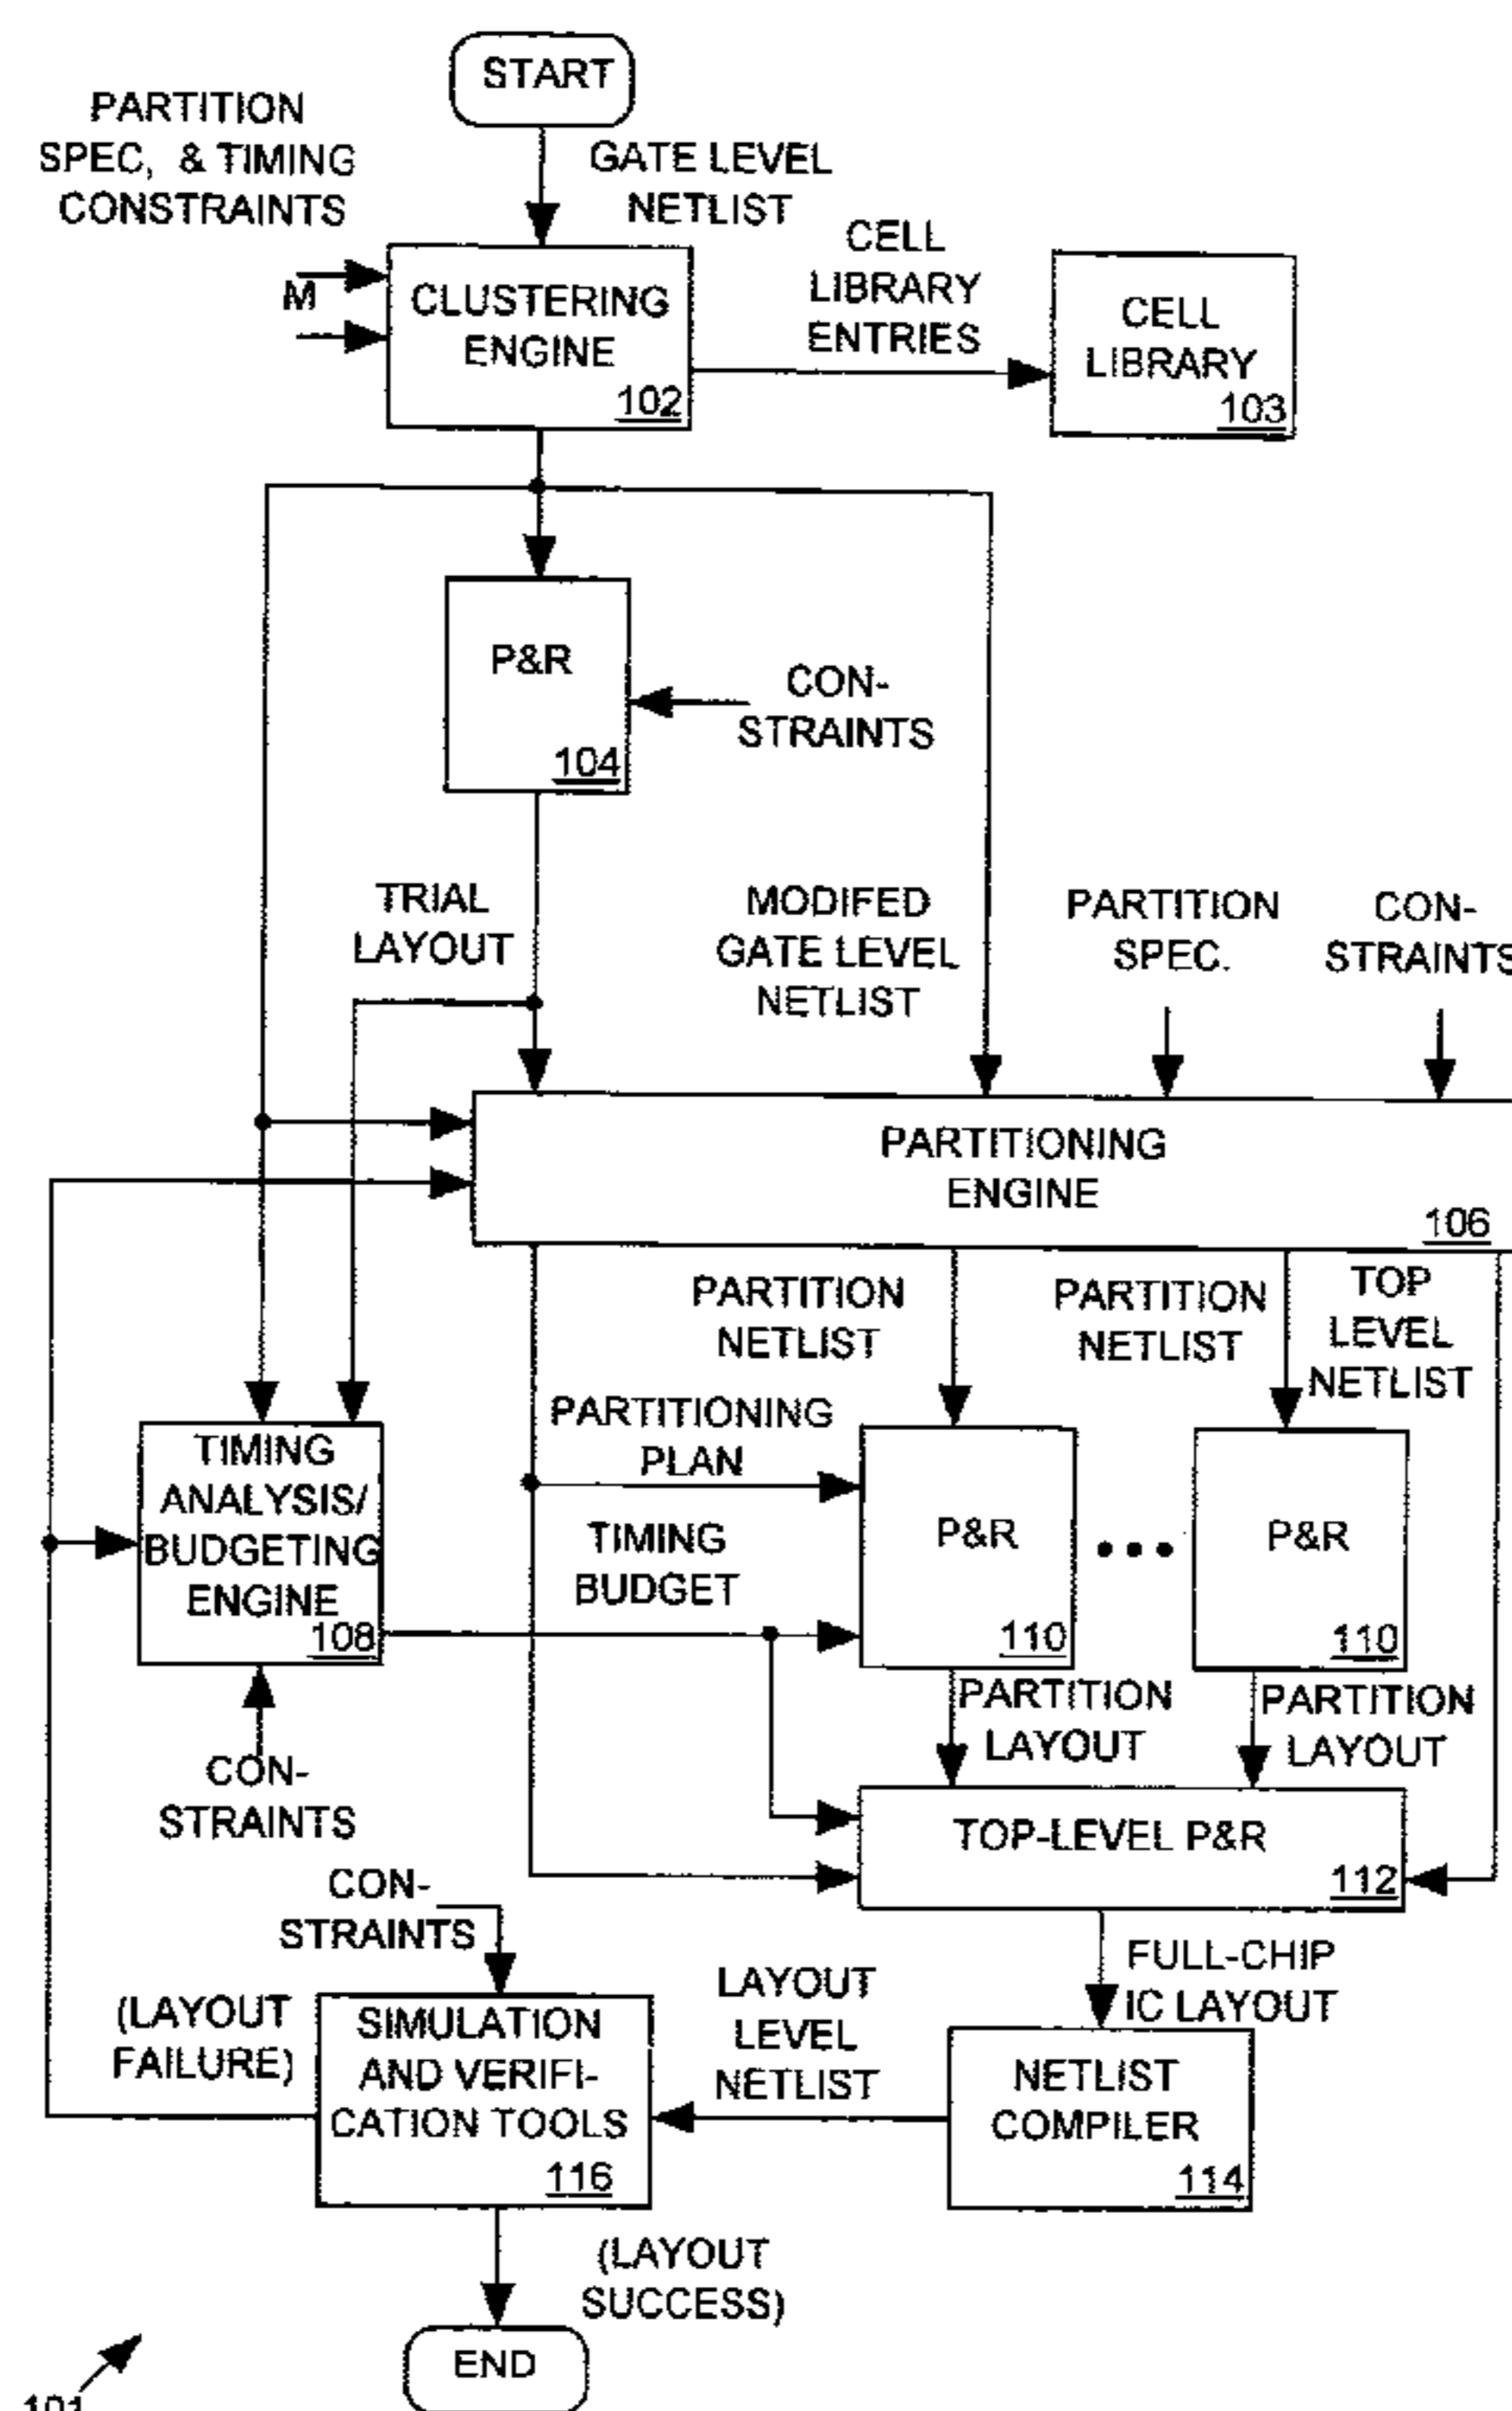 START
PARTITION
SPEC, & TIMING
CONSTRAINTS
GATE LEVEL
NETLIST
M
CLUSTERING
ENGINE
102
CELL
LIBRARY
ENTRIES
CELL
LIBRARY
103
P&R
104
CON-
STRAINTS
TRIAL
LAYOUT
MODIFED
GATE LEVEL
NETLIST
PARTITION
SPEC.
CON-
STRAINTS
PARTITIONING
ENGINE
106
PARTITION
NETLIST
PARTITION
NETLIST
TOP
LEVEL
NETLIST
TIMING
ANALYSIS/
BUDGETING
ENGINE
108
PARTITIONING
PLAN
TIMING
BUDGET
P&R
110
P&R
110
CON-
STRAINTS
PARTITION
LAYOUT
PARTITION
LAYOUT
TOP-LEVEL P&R
112
CON-
STRAINTS
FULL-CHIP
IC LAYOUT
(LAYOUT
FAILURE)
SIMULATION
AND VERIFI-
CATION TOOLS
116
LAYOUT
LEVEL
NETLIST
NETLIST
COMPILER
114
(LAYOUT
SUCCESS)
END
101